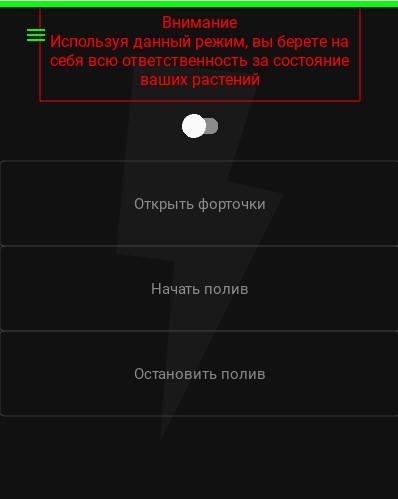 Внимание
Используя данный режим, вы берете на
себя всю ответственность за состояние
ваших растений
Открыть форточки
Начать полив
Остановить полив